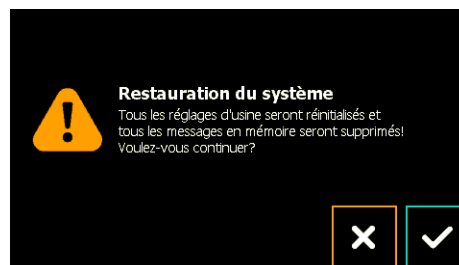 Restauration du système
Tous les réglages d'usine seront réinitialisés et
tous les messages en mémoire seront supprimés!
Voulez-vous continuer?